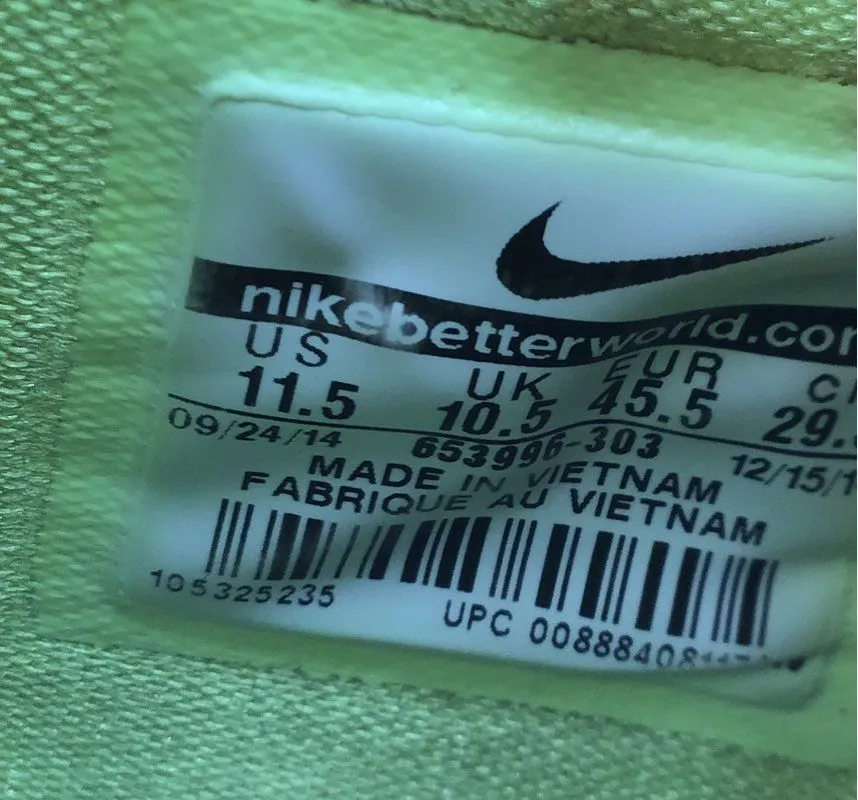 nikebetterworld.com
US UK EUR
11.5 10.5 45.5
09/24/14 653996-303
MADE IN VIETNAM
FABRIQUE AU VIETNAM
105325235
UPC